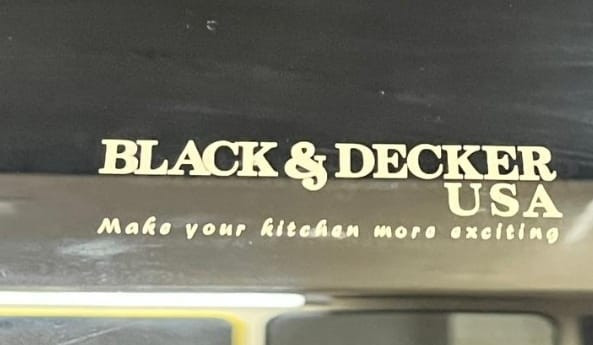 BLACK & DECKER
USA
Make your kitchen more exciting